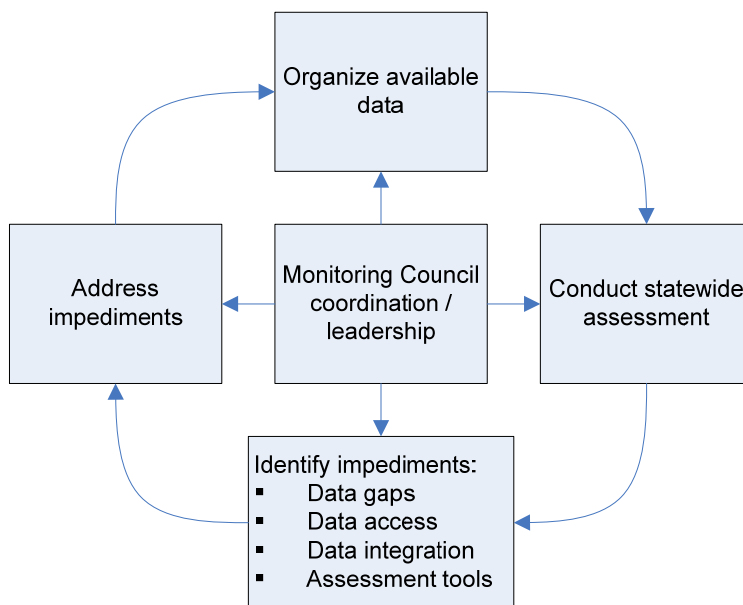 Organize available
data
Address
impediments
Monitoring Council
coordination /
leadership
Conduct statewide
assessment
Identify impediments:
▪ Data gaps
▪ Data access
▪ Data integration
▪ Assessment tools